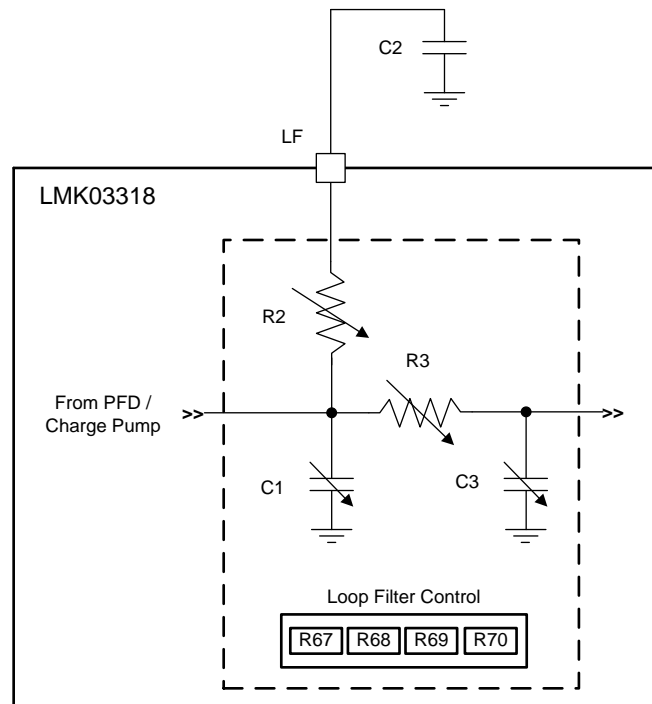 C2
LF
LMK03318
R2
R3
From PFD /
Charge Pump
>>
>>
C1
C3
Loop Filter Control
R67 R68 R69 R70